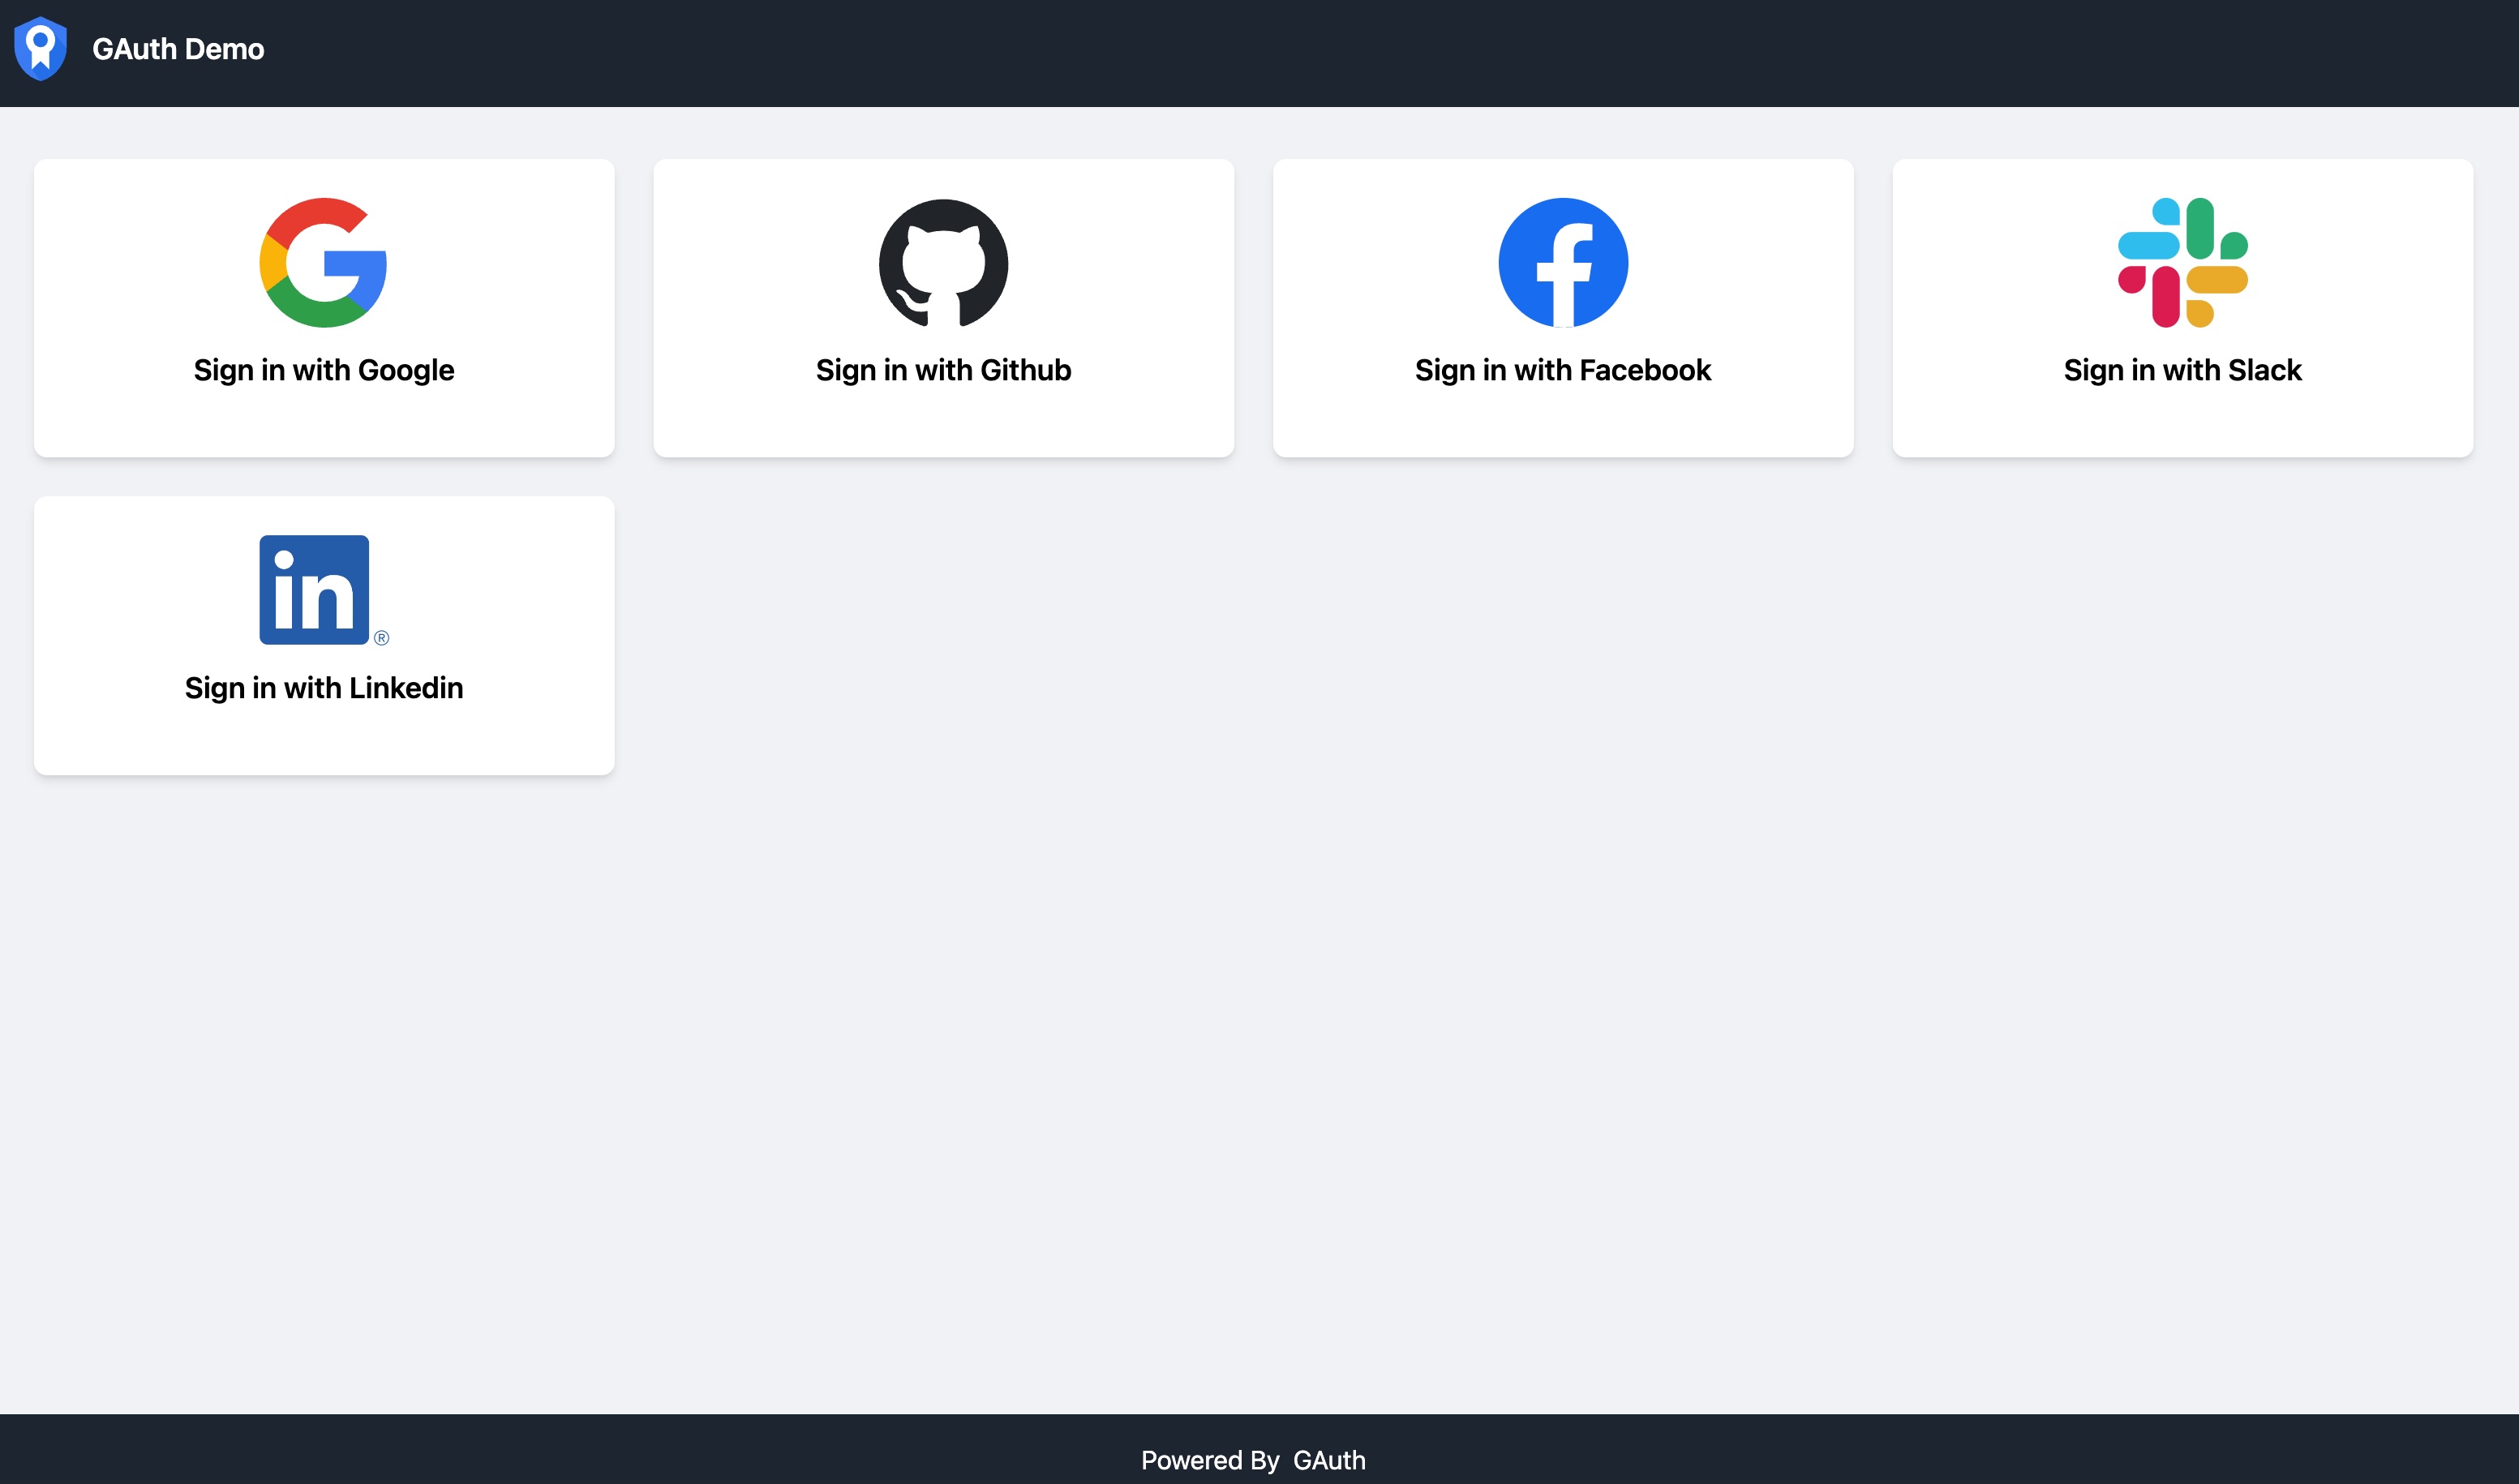 GAuth Demo
Sign in with Google
Sign in with Github
Sign in with Facebook
Sign in with Slack
in ®
Sign in with Linkedin
Powered By GAuth